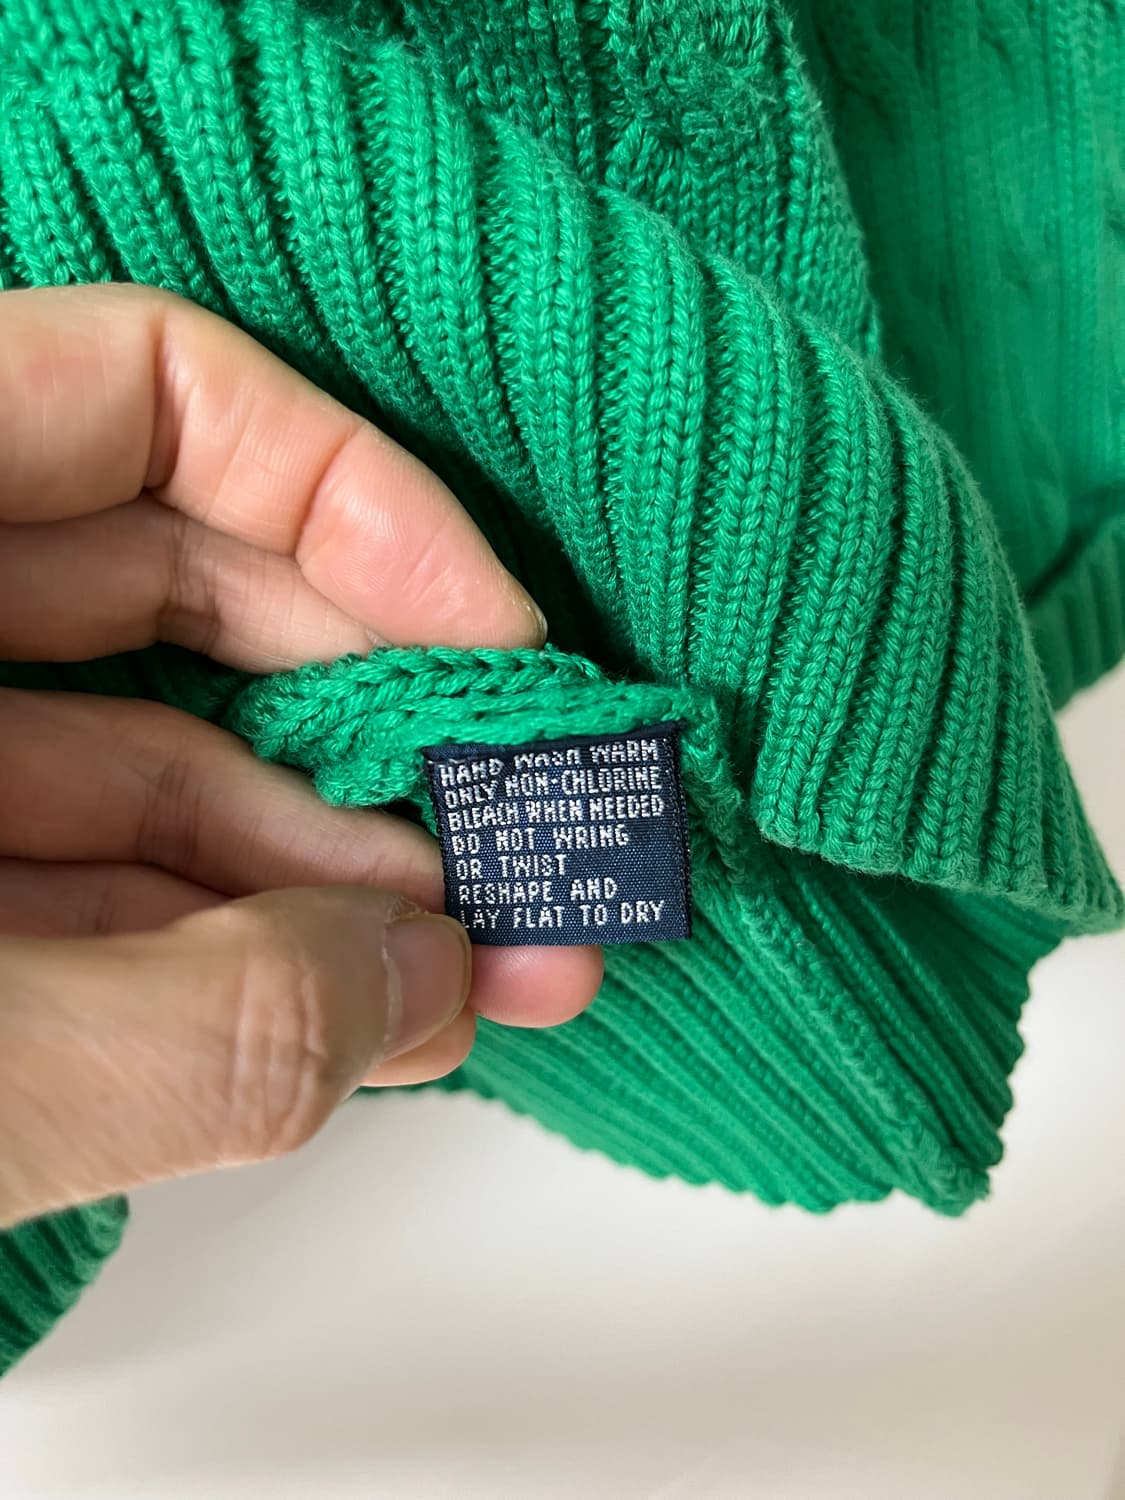 HAND WASH WARM
ONLY NON-CHLORINE
BLEACH WHEN NEEDED
DO NOT WRING
OR TWIST
RESHAPE AND
LAY FLAT TO DRY